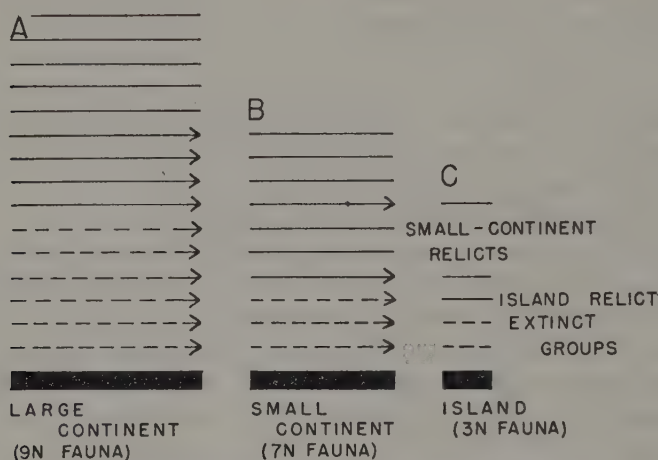 A
B
C
SMALL-CONTINENT
RELICTS
ISLAND RELICT
EXTINCT
GROUPS
LARGE
CONTINENT
(9N FAUNA)
SMALL
CONTINENT
(7N FAUNA)
ISLAND
(3N FAUNA)